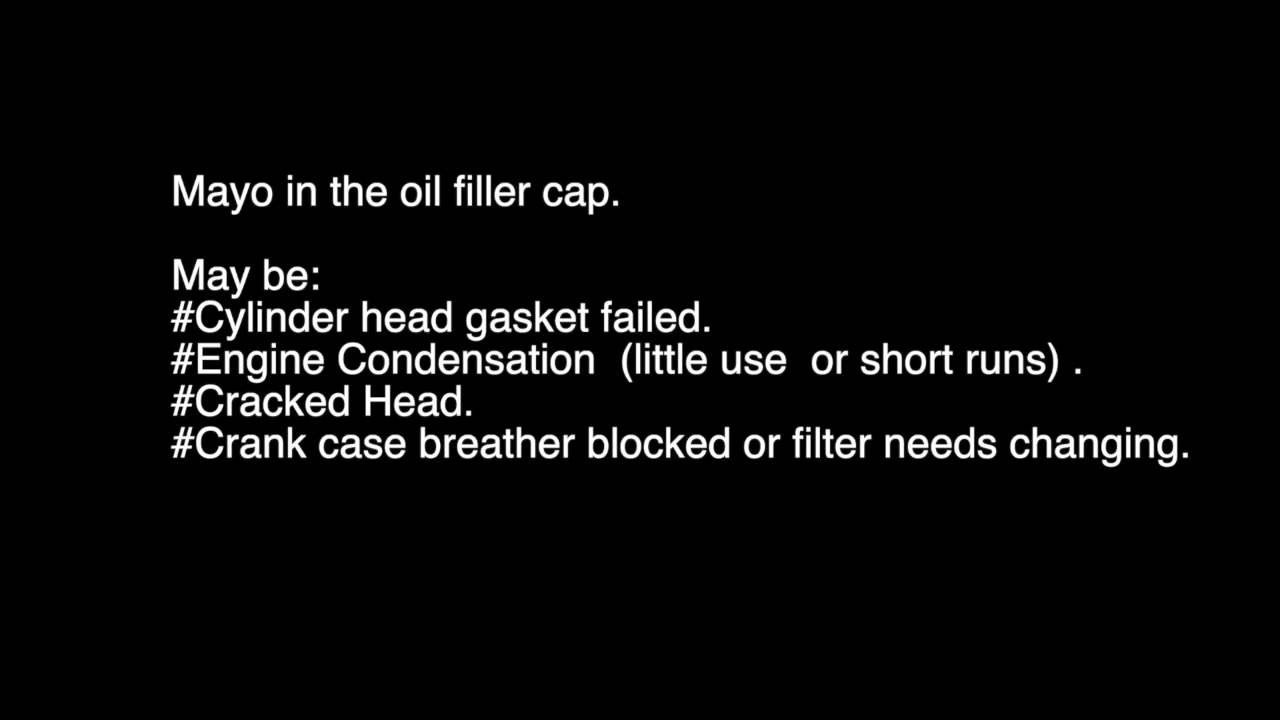 Mayo in the oil filler cap.
May be:
#Cylinder head gasket failed.
#Engine Condensation  (little use  or short runs) .
#Cracked Head.
#Crank case breather blocked or filter needs changing.